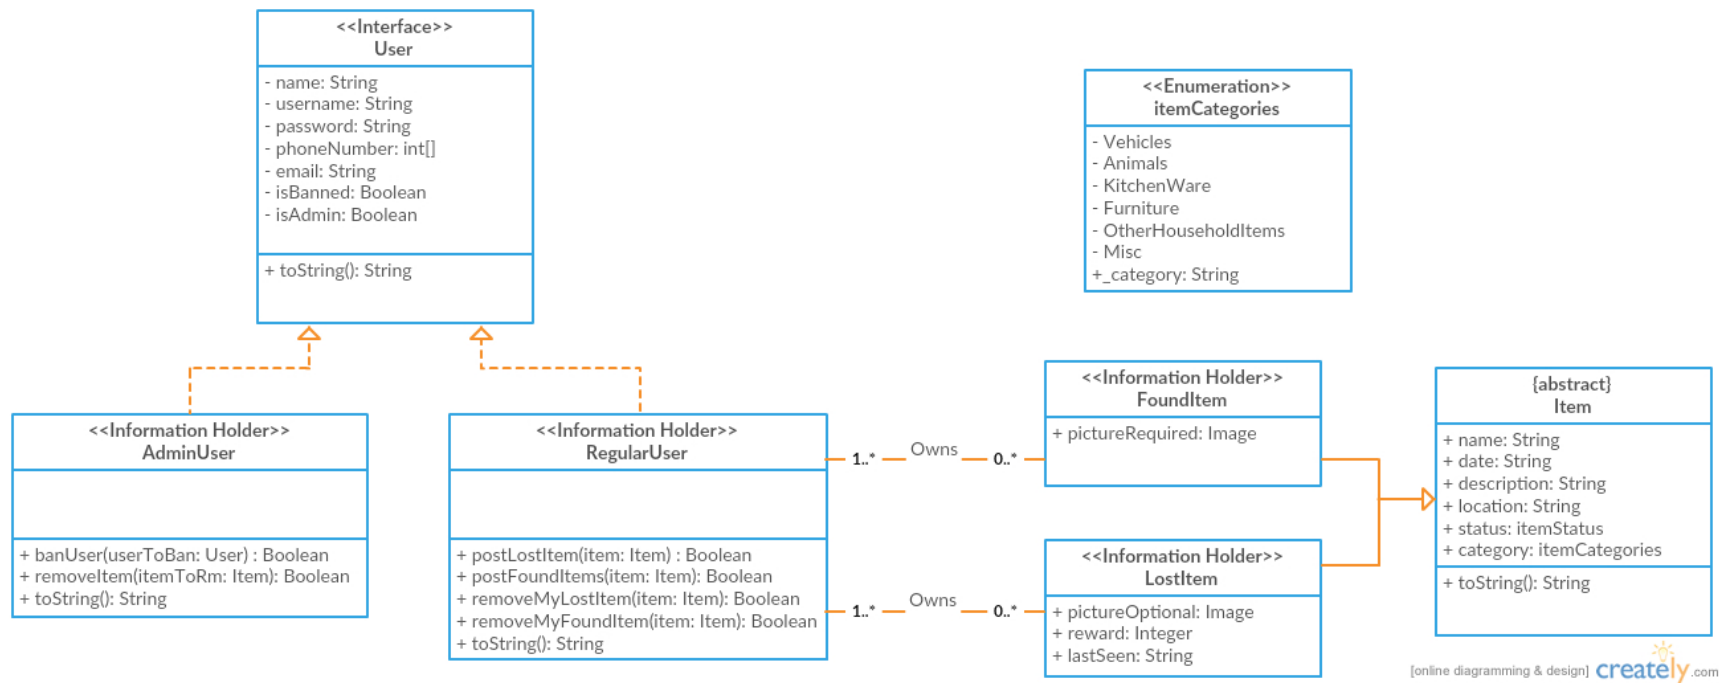 <<Interface>>
User
- name: String
- username: String
- password: String
- phoneNumber: int[]
- email: String
- isBanned: Boolean
- isAdmin: Boolean
+ toString(): String
<<Enumeration>>
itemCategories
- Vehicles
- Animals
- KitchenWare
- Furniture
- OtherHouseholdItems
- Misc
+_category: String
<<Information Holder>>
AdminUser
+ banUser(userToBan: User) : Boolean
+ removeItem(itemToRm: Item): Boolean
+ toString(): String
<<Information Holder>>
RegularUser
+ postLostItem(item: Item) : Boolean
+ postFoundItems(item: Item): Boolean
+ removeMyLostItem(item: Item): Boolean
+ removeMyFoundItem(item: Item): Boolean
+ toString(): String
1..* Owns 0..*
1..* Owns 0..*
<<Information Holder>>
FoundItem
+ pictureRequired: Image
<<Information Holder>>
LostItem
+ pictureOptional: Image
+ reward: Integer
+ lastSeen: String
{abstract}
Item
+ name: String
+ date: String
+ description: String
+ location: String
+ status: itemStatus
+ category: itemCategories
+ toString(): String
[online diagramming & design] creately.com